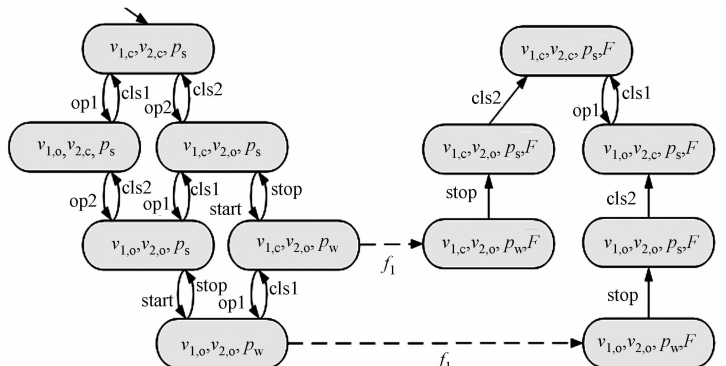 v1,c,v2,c,ps
v1,c,v2,c,ps,F
op1
cls1
op2
cls2
cls2
op1
cls1
v1,o,v2,c,ps
v1,c,v2,o,ps
v1,c,v2,o,ps,F
v1,o,v2,c,ps,F
op2
cls2
op1
cls1
stop
start
stop
cls2
v1,o,v2,o,ps
v1,c,v2,o,pw
f1
v1,c,v2,o,pw,F
v1,o,v2,o,ps,F
start
stop
op1
cls1
stop
v1,o,v2,o,pw
f1
v1,o,v2,o,pw,F